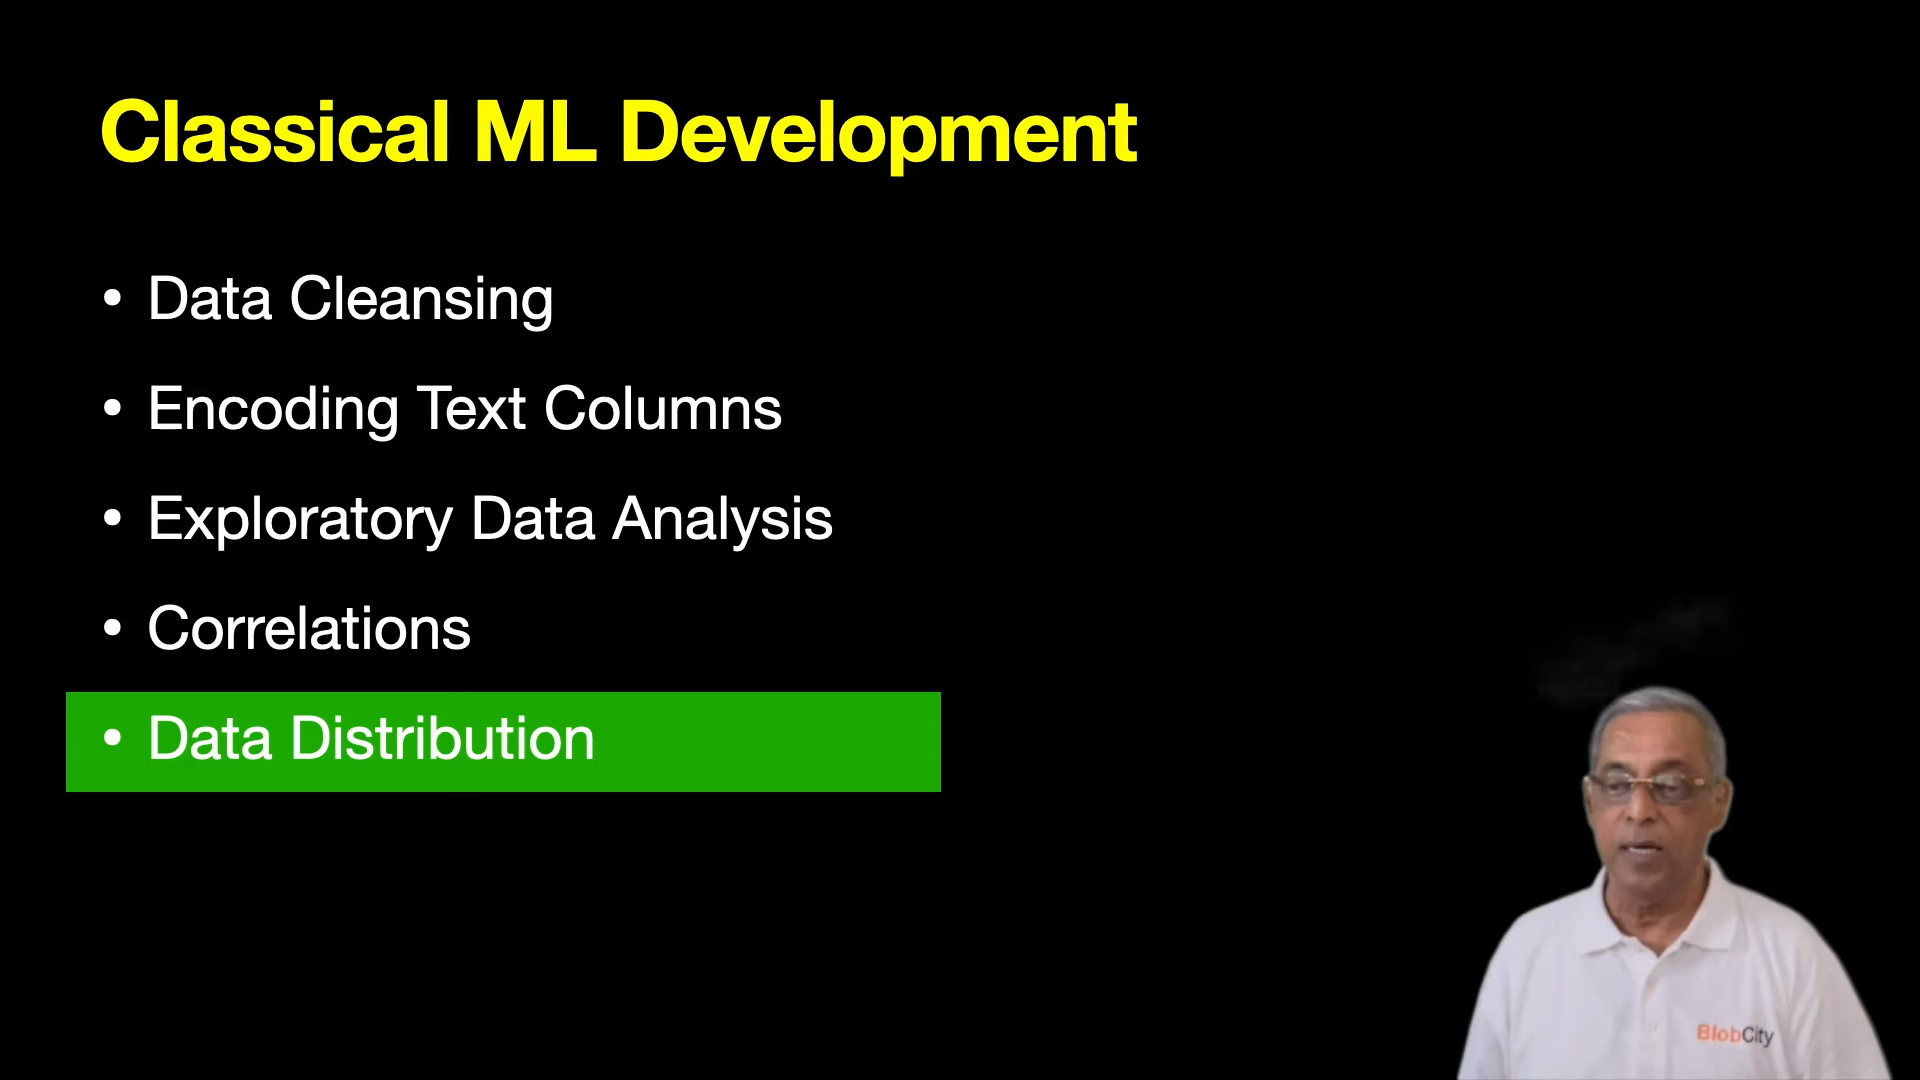 Classical ML Development
• Data Cleansing
• Encoding Text Columns
• Exploratory Data Analysis
• Correlations
• Data Distribution
BlobCity